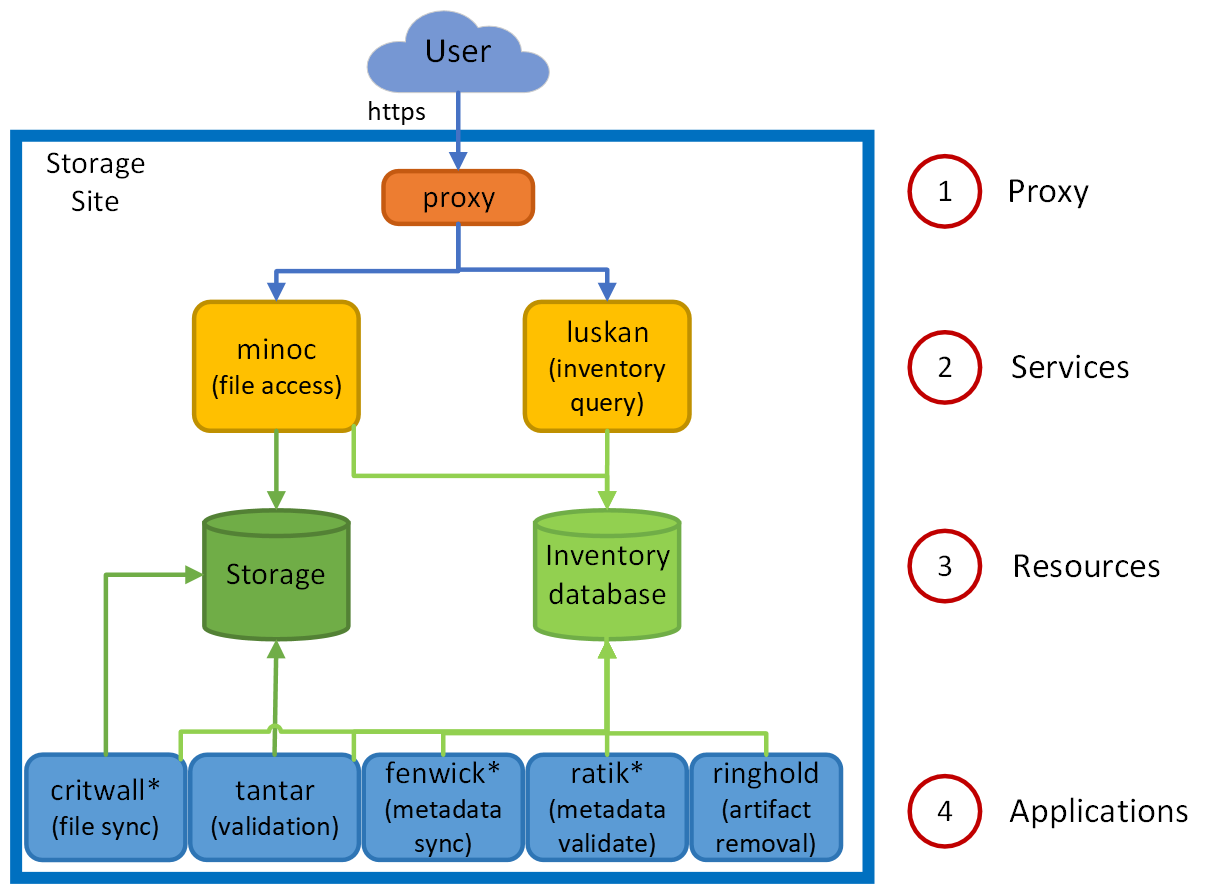 User
https
Storage
Site
proxy
1
Proxy
minoc
(file access)
luskan
(inventory
query)
2
Services
Storage
Inventory
database
3
Resources
critwall*
(file sync)
tantar
(validation)
fenwick*
(metadata
sync)
ratik*
(metadata
validate)
ringhold
(artifact
removal)
4
Applications